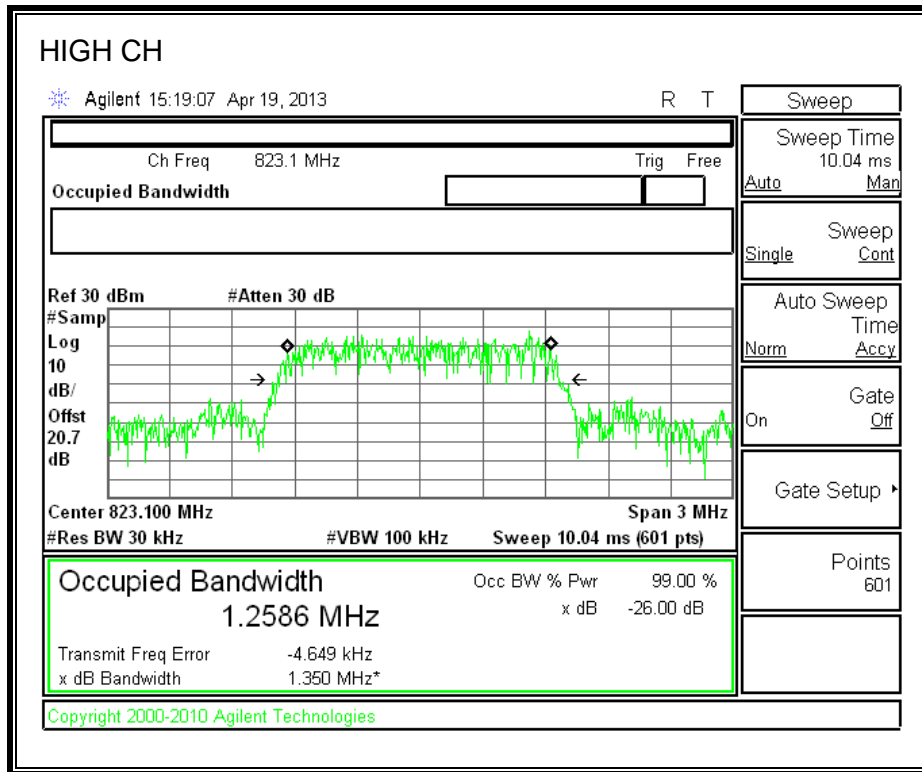 HIGH CH
Agilent 15:19:07 Apr 19, 2013 R T
Ch Freq 823.1 MHz Trig Free
Occupied Bandwidth
Ref 30 dBm #Atten 30 dB
#Samp
Log
10
dB/
Offst
20.7
dB
Center 823.100 MHz Span 3 MHz
#Res BW 30 kHz #VBW 100 kHz Sweep 10.04 ms (601 pts)
Occupied Bandwidth Occ BW % Pwr 99.00 %
1.2586 MHz x dB -26.00 dB
Transmit Freq Error -4.649 kHz
x dB Bandwidth 1.350 MHz*
Copyright 2000-2010 Agilent Technologies
Sweep
Sweep Time
10.04 ms
Auto Man
Sweep
Single Cont
Auto Sweep
Time
Norm Accy
Gate
On Off
Gate Setup
Points
601